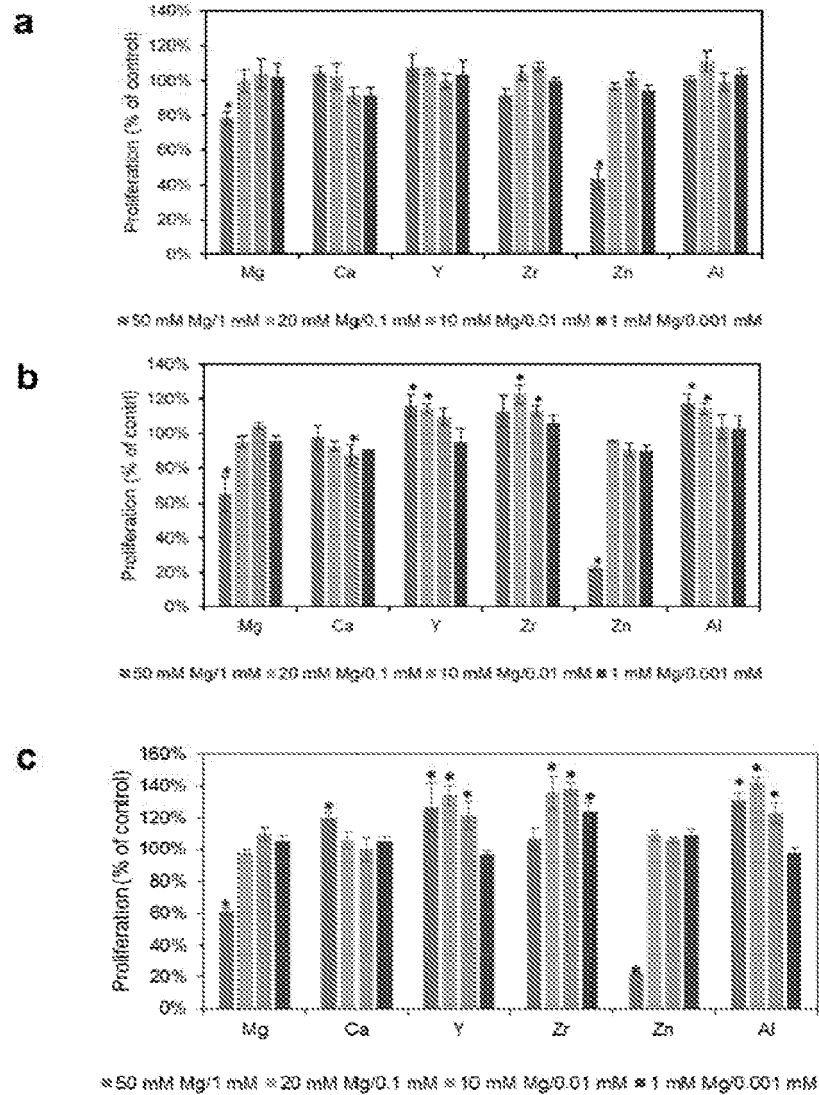 a
Proliferation (% of control)
140%
120%
100%
80%
60%
40%
20%
0%
Mg Ca Y Zr Zn Al
50 mM Mg/1 mM 20 mM Mg/0.1 mM 10 mM Mg/0.01 mM 1 mM Mg/0.001 mM
b
Proliferation (% of contrl)
140%
120%
100%
80%
60%
40%
20%
0%
Mg Ca Y Zr Zn Al
50 mM Mg/1 mM 20 mM Mg/0.1 mM 10 mM Mg/0.01 mM 1 mM Mg/0.001 mM
c
Proliferation (% of control)
160%
140%
120%
100%
80%
60%
40%
20%
0%
Mg Ca Y Zr Zn Al
50 mM Mg/1 mM 20 mM Mg/0.1 mM 10 mM Mg/0.01 mM 1 mM Mg/0.001 mM